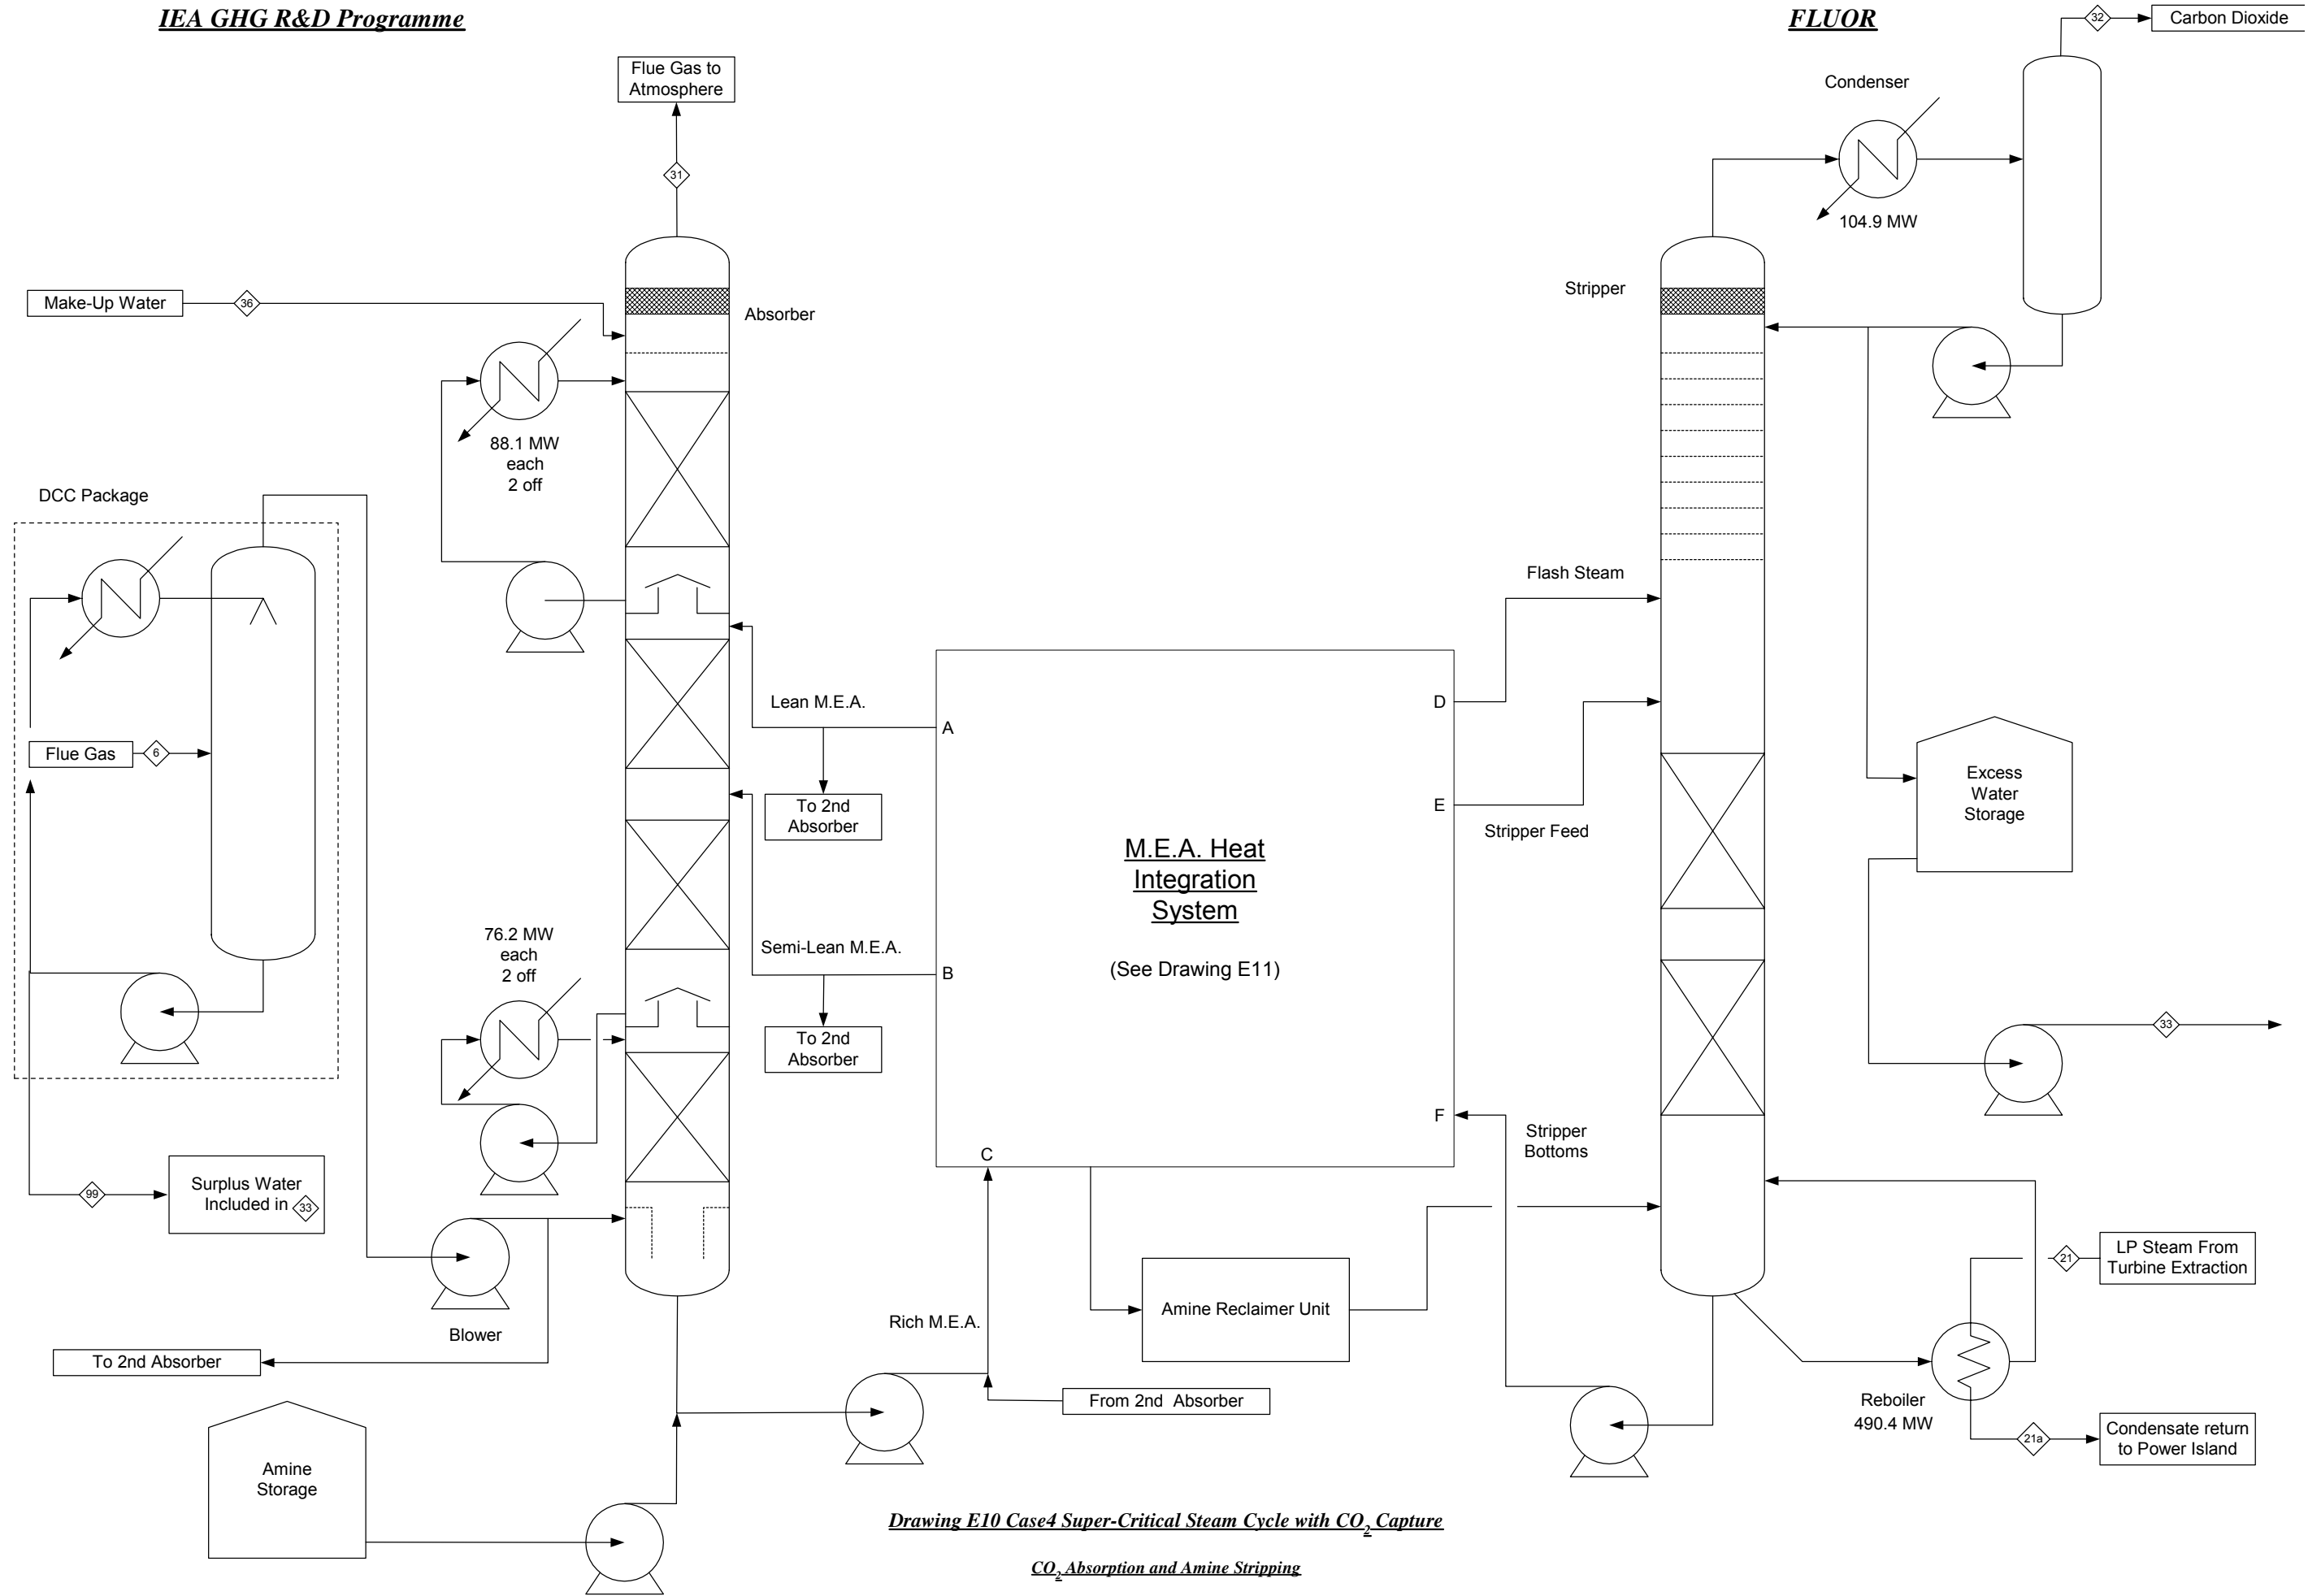 IEA GHG R&D Programme
FLUOR
32
Carbon Dioxide
Flue Gas to
Atmosphere
Condenser
31
104.9 MW
Make-Up Water
36
Absorber
Stripper
88.1 MW
each
2 off
DCC Package
Flash Steam
Lean M.E.A.
A
D
Flue Gas
6
To 2nd
Absorber
E
Stripper Feed
Excess
Water
Storage
M.E.A. Heat
Integration
System
(See Drawing E11)
76.2 MW
each
2 off
Semi-Lean M.E.A.
B
To 2nd
Absorber
33
F
Stripper
Bottoms
C
99
Surplus Water
Included in 33
21
LP Steam From
Turbine Extraction
Amine Reclaimer Unit
Rich M.E.A.
Blower
To 2nd Absorber
From 2nd Absorber
Reboiler
490.4 MW
21a
Condensate return
to Power Island
Amine
Storage
Drawing E10 Case4 Super-Critical Steam Cycle with CO2 Capture
CO2 Absorption and Amine Stripping